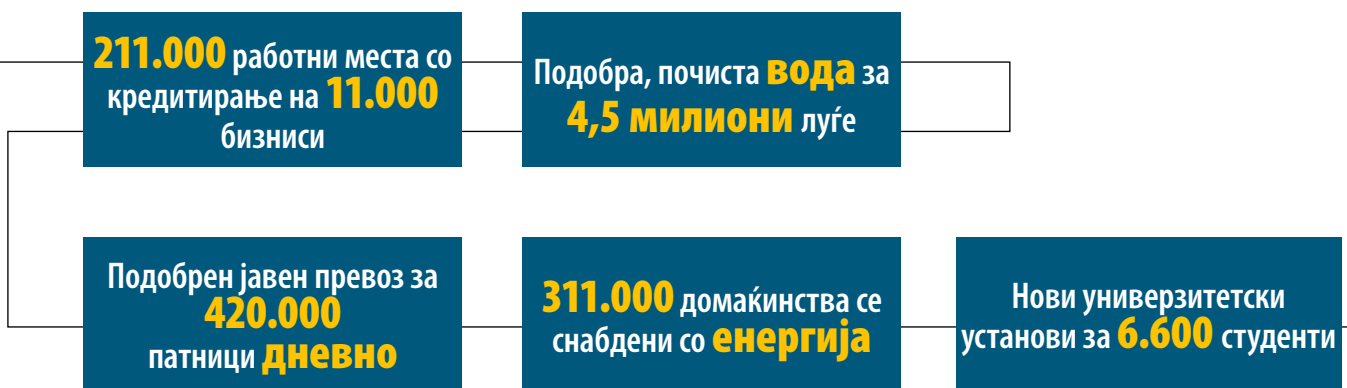 211.000 работни места со
кредитирање на 11.000
бизниси
Подобра, почиста вода за
4,5 милиони луѓе
Подобрен јавен превоз за
420.000
патници дневно
311.000 домаќинства се
снабдени со енергија
Нови универзитетски
установи за 6.600 студенти